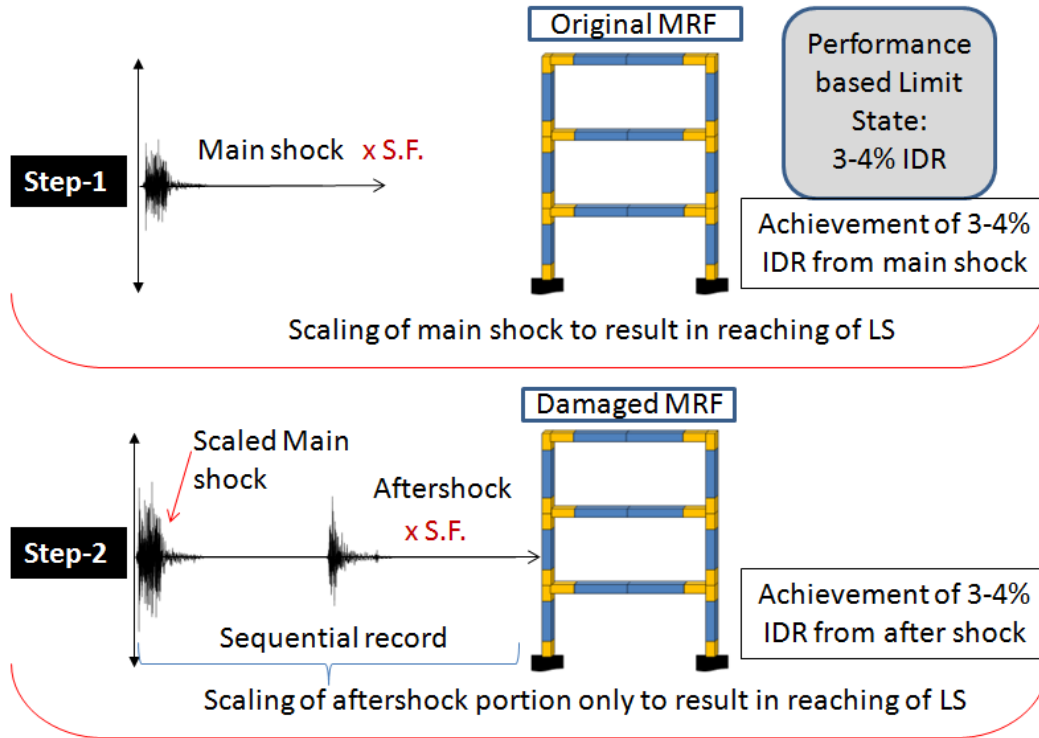 Original MRF
Performance
based Limit
State:
3-4% IDR
Main shock x S.F.
Step-1
Achievement of 3-4%
IDR from main shock
Scaling of main shock to result in reaching of LS
Damaged MRF
Scaled Main
shock
Aftershock
x S.F.
Step-2
Achievement of 3-4%
IDR from after shock
Sequential record
Scaling of aftershock portion only to result in reaching of LS